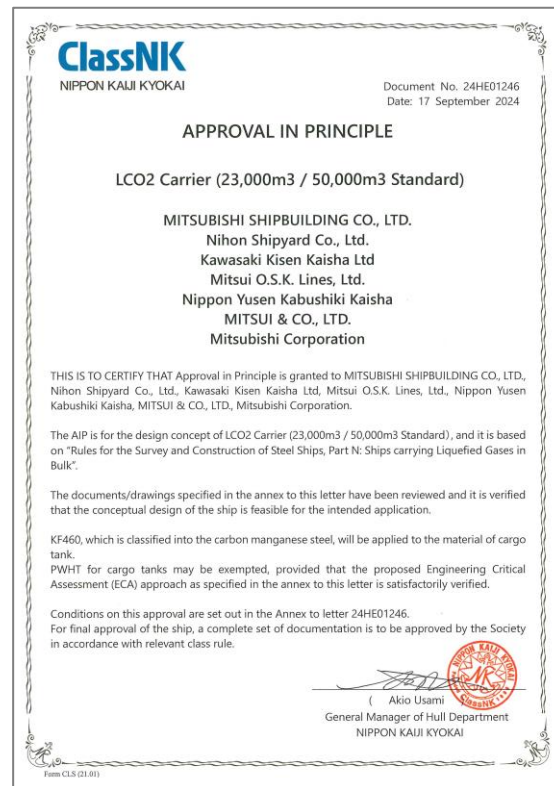 ClassNK
NIPPON KAIJI KYOKAI
Document No. 24HE01246
Date: 17 September 2024
APPROVAL IN PRINCIPLE
LCO2 Carrier (23,000m3 / 50,000m3 Standard)
MITSUBISHI SHIPBUILDING CO., LTD.
Nihon Shipyard Co., Ltd.
Kawasaki Kisen Kaisha Ltd
Mitsui O.S.K. Lines, Ltd.
Nippon Yusen Kabushiki Kaisha
MITSUI & CO., LTD.
Mitsubishi Corporation
THIS IS TO CERTIFY THAT Approval in Principle is granted to MITSUBISHI SHIPBUILDING CO., LTD.,
Nihon Shipyard Co., Ltd., Kawasaki Kisen Kaisha Ltd, Mitsui O.S.K. Lines, Ltd., Nippon Yusen
Kabushiki Kaisha, MITSUI & CO., LTD., Mitsubishi Corporation.
The AIP is for the design concept of LCO2 Carrier (23,000m3 / 50,000m3 Standard), and it is based
on "Rules for the Survey and Construction of Steel Ships, Part N: Ships carrying Liquefied Gases in
Bulk".
The documents/drawings specified in the annex to this letter have been reviewed and it is verified
that the conceptual design of the ship is feasible for the intended application.
KF460, which is classified into the carbon manganese steel, will be applied to the material of cargo
tank.
PWHT for cargo tanks may be exempted, provided that the proposed Engineering Critical
Assessment (ECA) approach as specified in the annex to this letter is satisfactorily verified.
Conditions on this approval are set out in the Annex to letter 24HE01246.
For final approval of the ship, a complete set of documentation is to be approved by the Society
in accordance with relevant class rule.
NIPPON KAIJI KYOKAI
NK
ClassNK
( Akio Usami
General Manager of Hull Department
NIPPON KAIJI KYOKAI
Form CLS (21.01)